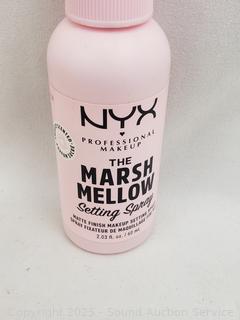 NYX
PROFESSIONAL
MAKEUP
THE
MARSH
MELLOW
Setting Spray
MATTE FINISH MAKEUP SETTING
SPRAY FIXATEUR DE MAQUILLAGE
2.03 fl. oz. / 60 mL
Copyright 2025 - Sound Auction Service